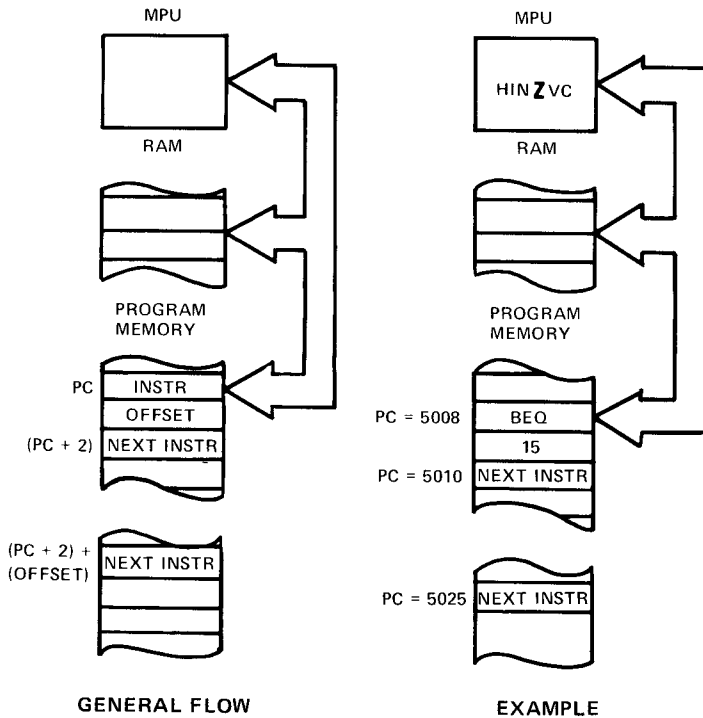 MPU
RAM
PROGRAM
MEMORY
PC
INSTR
OFFSET
(PC + 2)
NEXT INSTR
(PC + 2) +
(OFFSET)
NEXT INSTR
GENERAL FLOW
MPU
HINZVC
RAM
PROGRAM
MEMORY
PC = 5008
BEQ
15
PC = 5010
NEXT INSTR
PC = 5025
NEXT INSTR
EXAMPLE